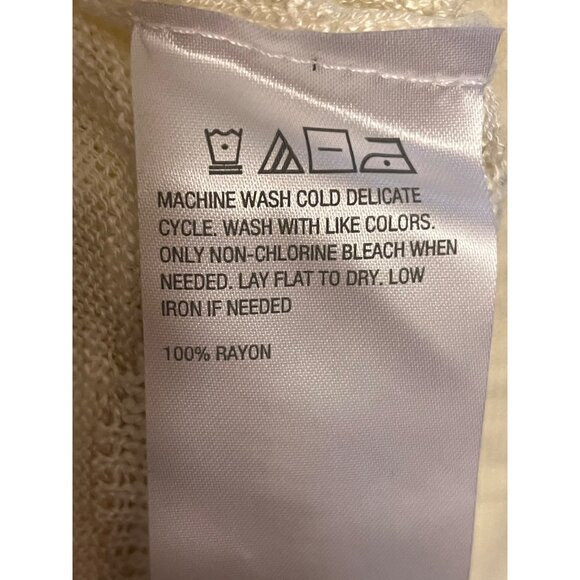 MACHINE WASH COLD DELICATE
CYCLE. WASH WITH LIKE COLORS.
ONLY NON-CHLORINE BLEACH WHEN
NEEDED. LAY FLAT TO DRY. LOW
IRON IF NEEDED
100% RAYON